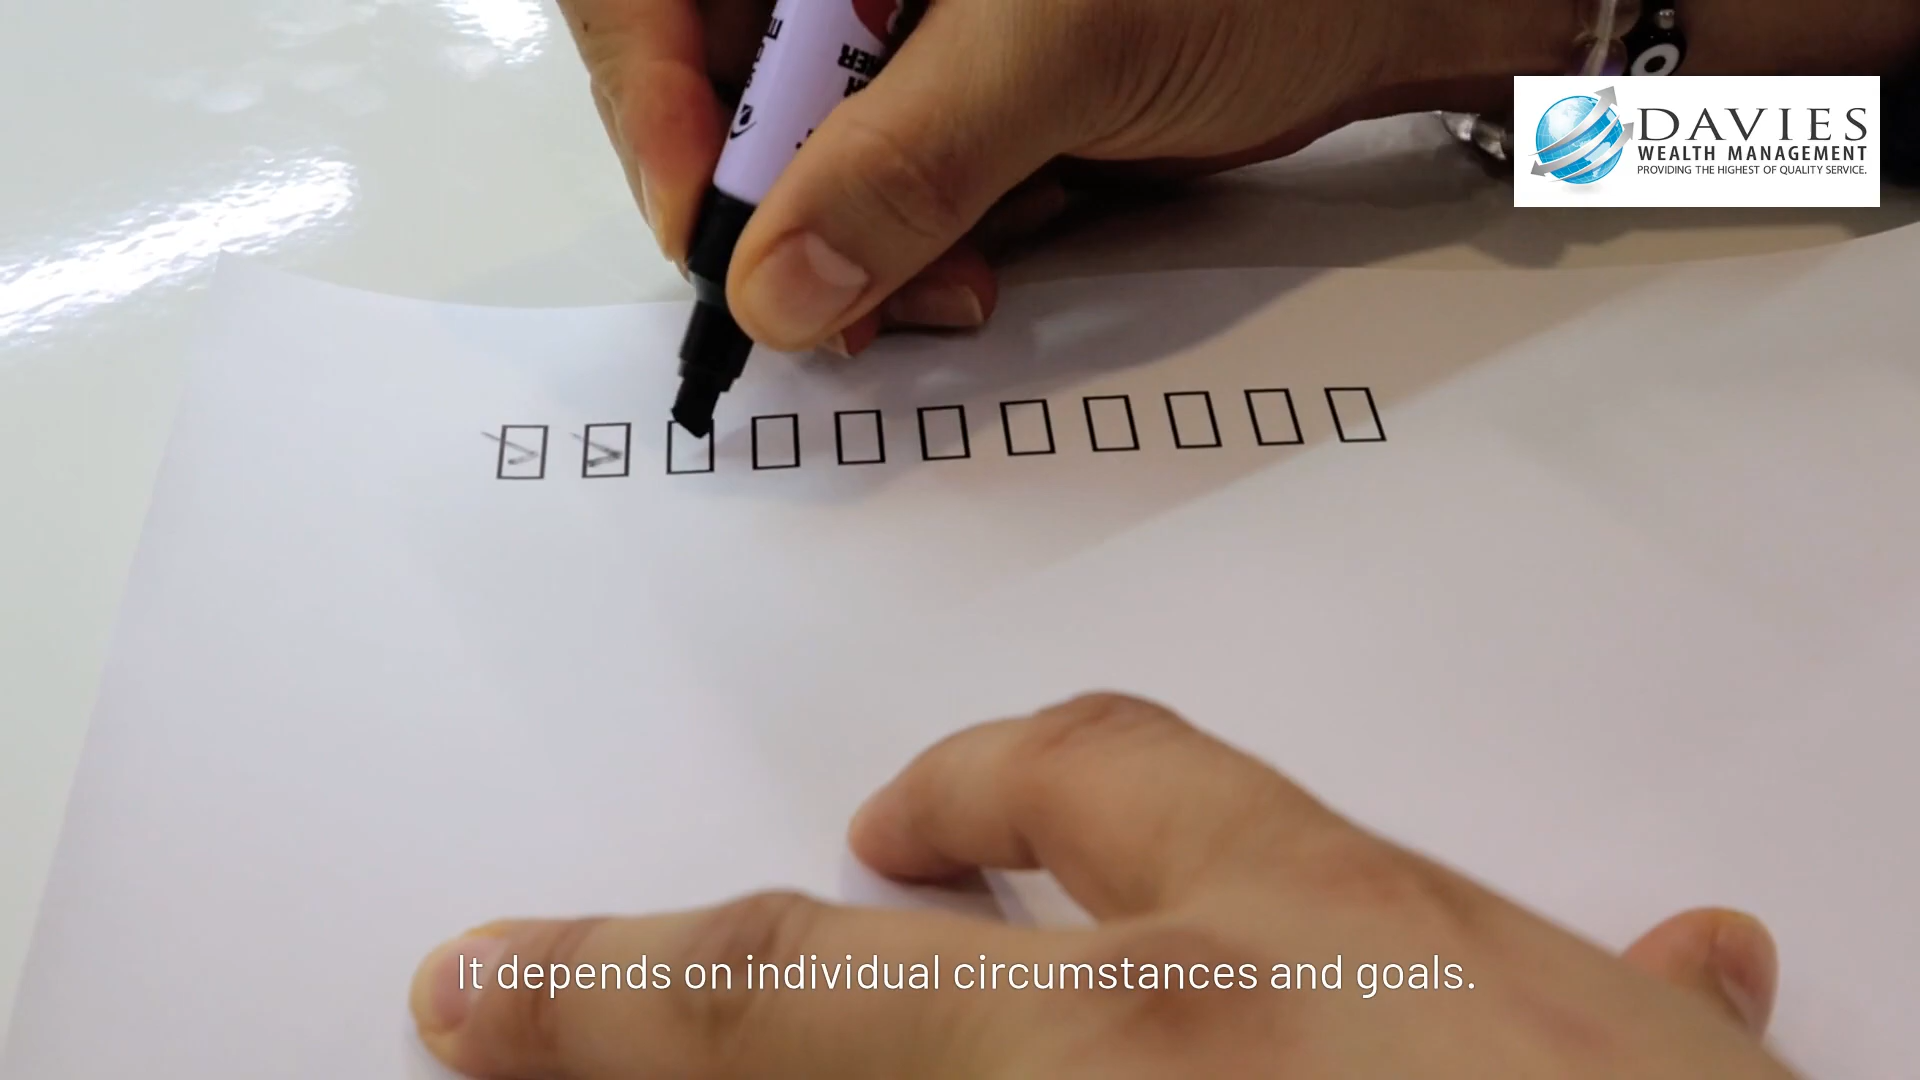 DAVIES
WEALTH MANAGEMENT
PROVIDING THE HIGHEST OF QUALITY SERVICE.
It depends on individual circumstances and goals.